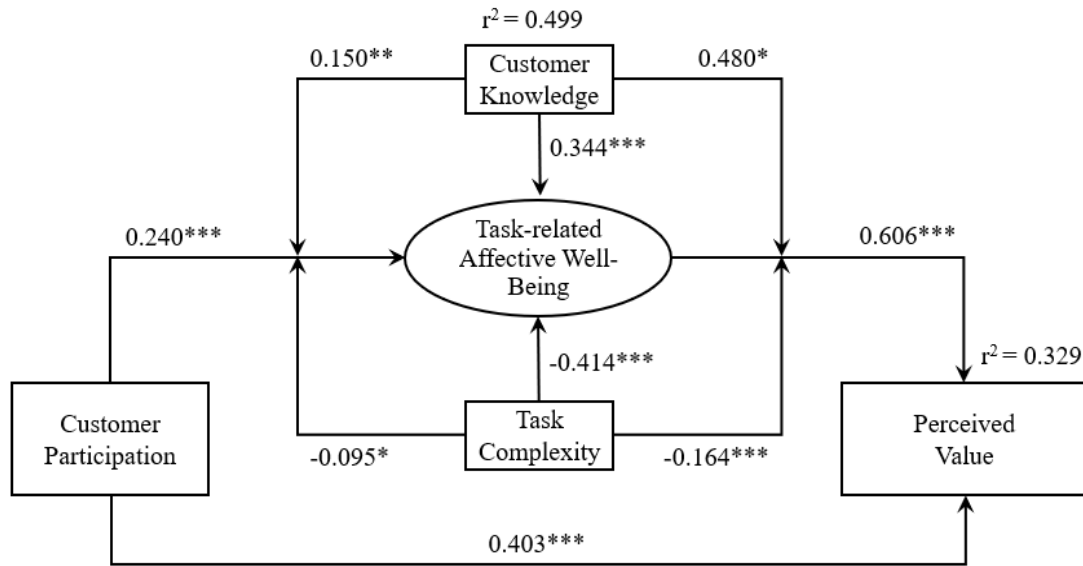 r² = 0.499
0.150**
Customer
Knowledge
0.480*
0.344***
0.240***
Task-related
Affective Well-
Being
0.606***
-0.414***
r² = 0.329
Customer
Participation
Task
Complexity
Perceived
Value
-0.095*
-0.164***
0.403***